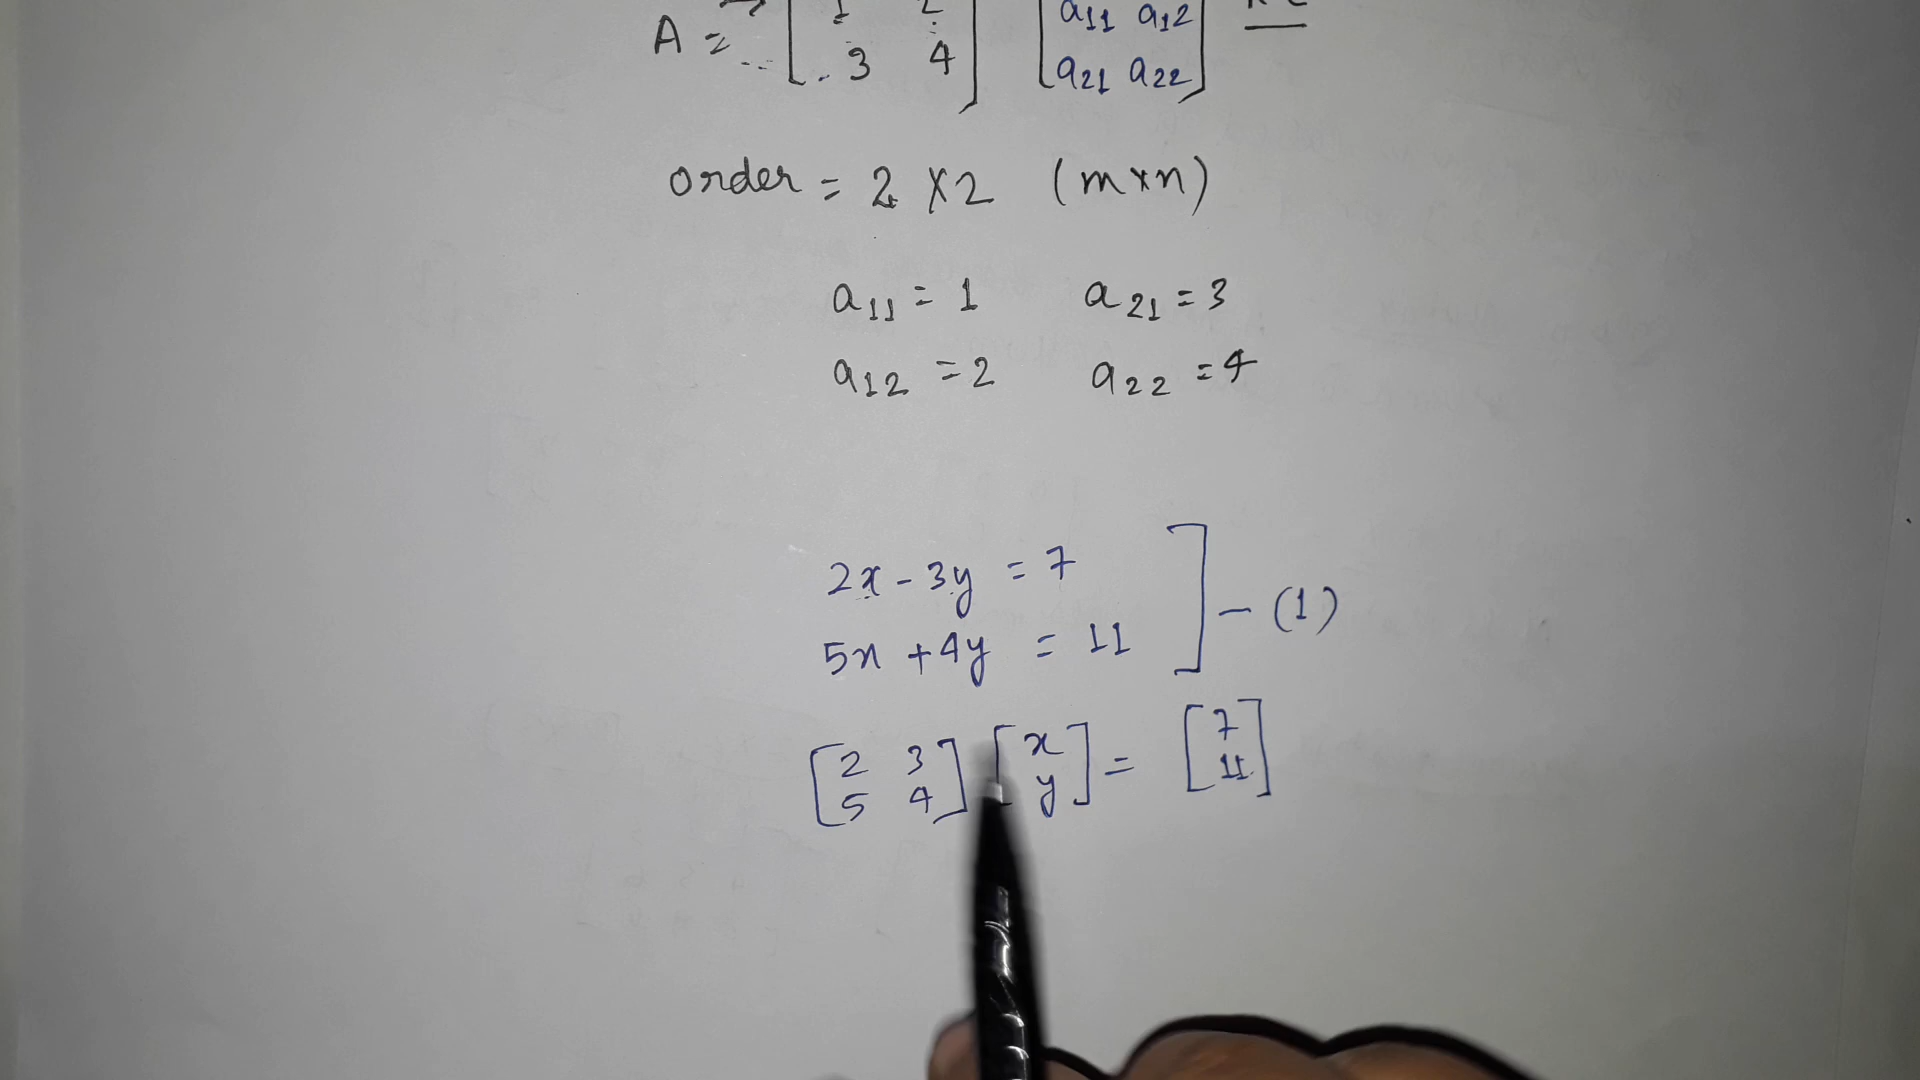 A = [ 1 2 [ a11 a12 ]
3 4 ] a21 a22 ]
order = 2 X 2 (m x n)
a11 = 1 a21 = 3
a12 = 2 a22 = 4
2x - 3y = 7
5x + 4y = 11 ] - (1)
[ 2 3 ] [ x ] = [ 7 ]
5 4 y 11